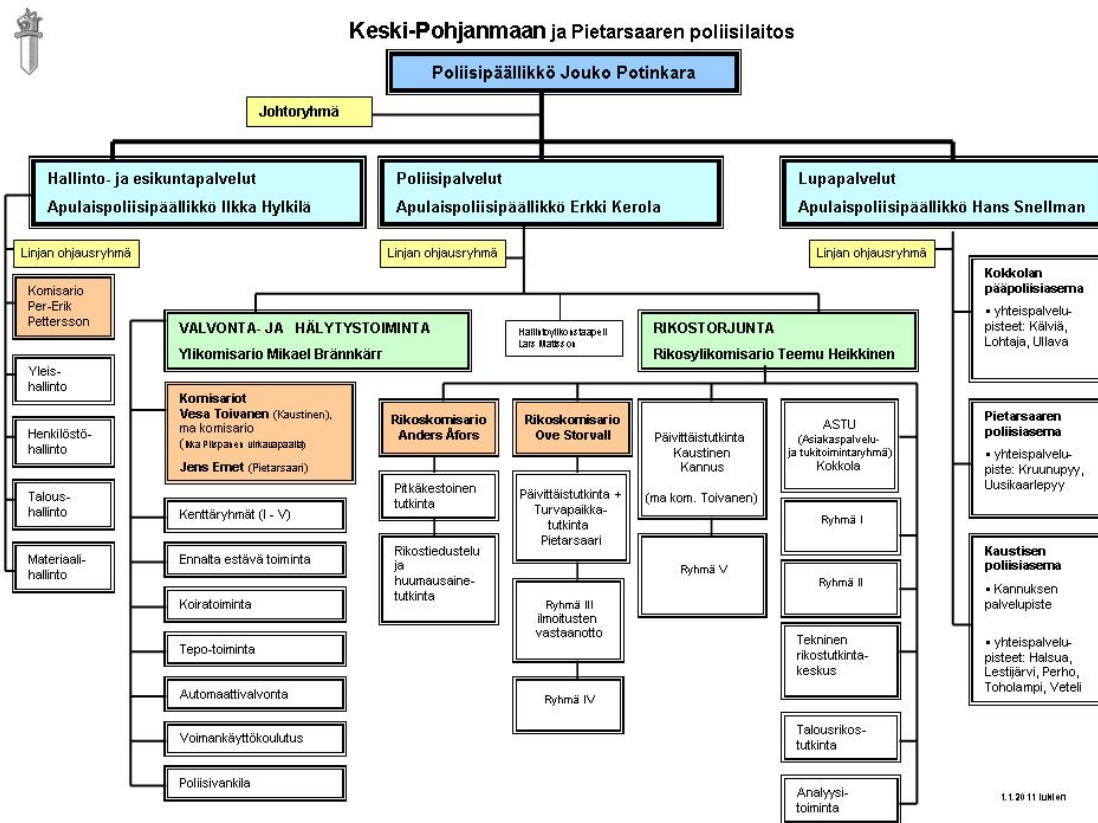 Keski-Pohjanmaan ja Pietarsaaren poliisilaitos
Poliisipäällikkö Jouko Potinkara
Johtoryhmä
Hallinto- ja esikuntapalvelut
Apulaispoliisipäällikkö Ilkka Hylkilä
Poliisipalvelut
Apulaispoliisipäällikkö Erkki Kerola
Lupapalvelut
Apulaispoliisipäällikkö Hans Snellman
Linjan ohjausryhmä
Linjan ohjausryhmä
Linjan ohjausryhmä
Komisario
Per-Erik
Pettersson
Yleis-
hallinto
Henkilöstö-
hallinto
Talous-
hallinto
Materiaali-
hallinto
VALVONTA- JA HÄLYTYSTOIMINTA
Ylikomisario Mikael Brännkärr
Hallintoylikonstaapeli
Lars Mattsson
RIKOSTORJUNTA
Rikosylikomisario Teemu Heikkinen
Komisariot
Vesa Toivanen (Kaustinen),
ma komisario
(Ilkka Piispanen virkavapaalla)
Jens Ernet (Pietarsaari)
Kenttäryhmät (I - V)
Ennalta estävä toiminta
Koiratoiminta
Tepo-toiminta
Automaattivalvonta
Voimankäyttökoulutus
Poliisivankila
Rikoskomisario
Anders Åfors
Pitkäkestoinen
tutkinta
Rikostiedustelu
ja
huumausaine-
tutkinta
Rikoskomisario
Ove Storvall
Päivittäistutkinta +
Turvapaikka-
tutkinta
Pietarsaari
Ryhmä III
ilmoitusten
vastaanotto
Ryhmä IV
Päivittäistutkinta
Kaustinen
Kannus
(ma kom. Toivanen)
Ryhmä V
ASTU
(Asiakaspalvelu-
ja tukitoimintaryhmä)
Kokkola
Ryhmä I
Ryhmä II
Tekninen
rikostutkinta-
keskus
Talousrikos-
tutkinta
Analyysi-
toiminta
Kokkolan
pääpoliisiasema
• yhteispalvelu-
pisteet: Kälviä,
Lohtaja, Ullava
Pietarsaaren
poliisiasema
• yhteispalvelu-
piste: Kruunupyy,
Uusikaarlepyy
Kaustisen
poliisiasema
• Kannuksen
palvelupiste
• yhteispalvelu-
pisteet: Halsua,
Lestijärvi, Perho,
Toholampi, Veteli
1.1.2011 lukien